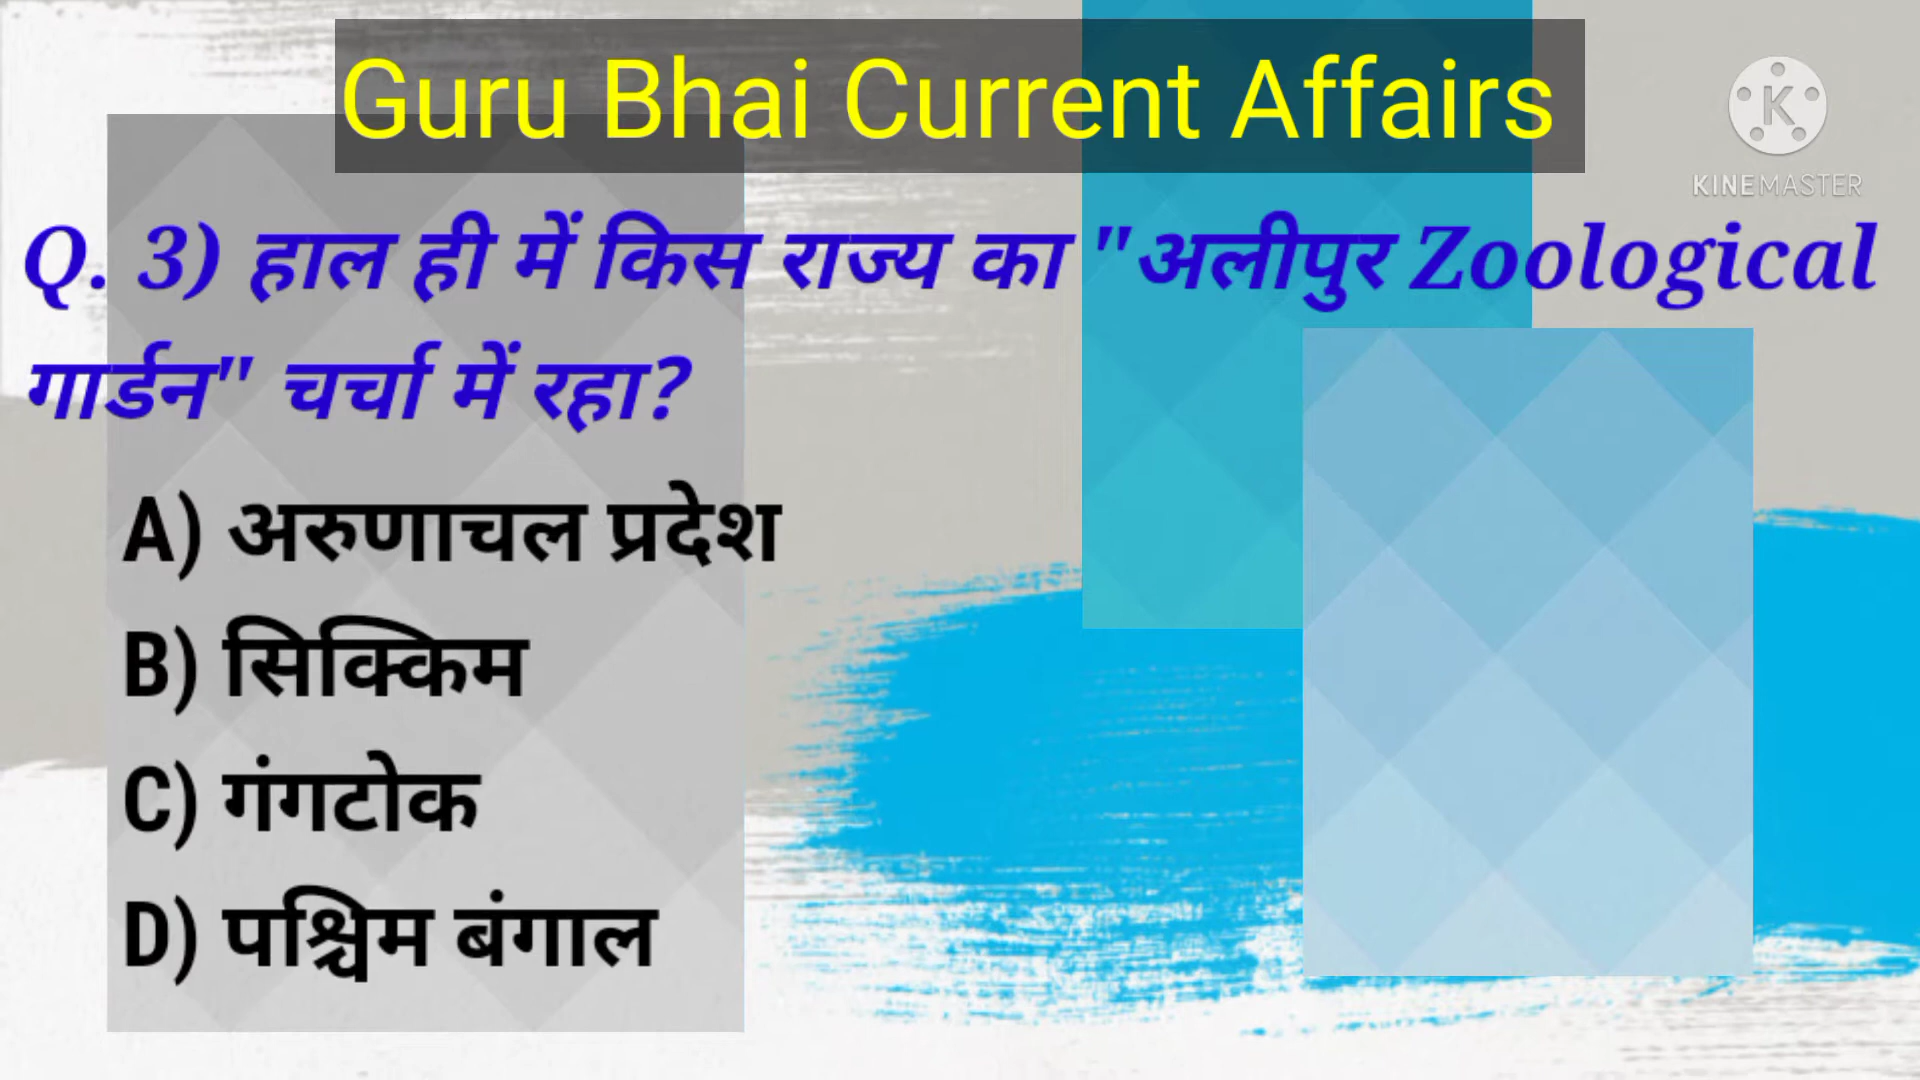 Guru Bhai Current Affairs
K
KINEMASTER
Q. 3) हाल ही में किस राज्य का "अलीपुर Zoological
गार्डन" चर्चा में रहा?
A) अरुणाचल प्रदेश
B) सिक्किम
C) गंगटोक
D) पश्चिम बंगाल